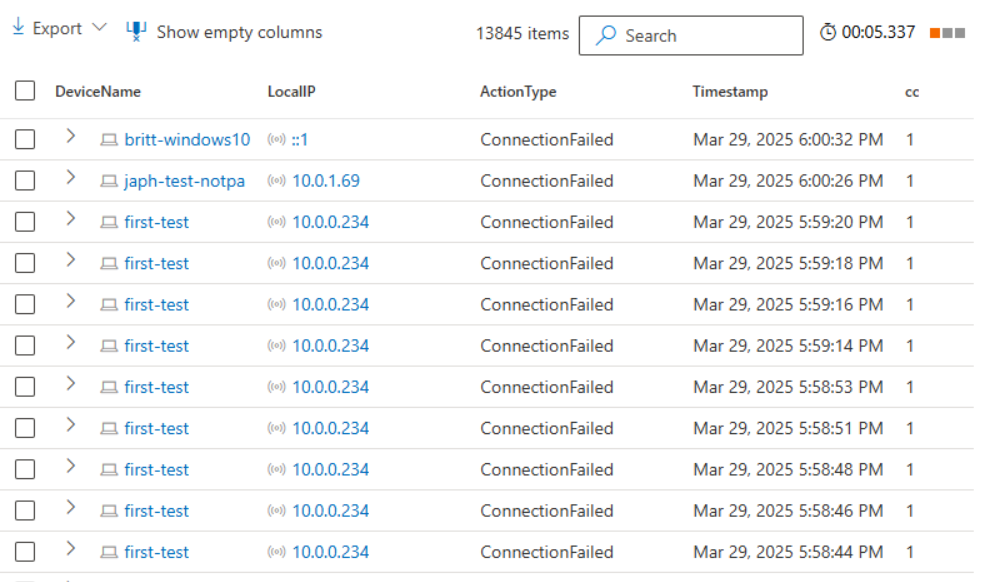 Export Show empty columns 13845 items Search 00:05.337
DeviceName LocalIP ActionType Timestamp cc
britt-windows10 ::1 ConnectionFailed Mar 29, 2025 6:00:32 PM 1
japh-test-notpa 10.0.1.69 ConnectionFailed Mar 29, 2025 6:00:26 PM 1
first-test 10.0.0.234 ConnectionFailed Mar 29, 2025 5:59:20 PM 1
first-test 10.0.0.234 ConnectionFailed Mar 29, 2025 5:59:18 PM 1
first-test 10.0.0.234 ConnectionFailed Mar 29, 2025 5:59:16 PM 1
first-test 10.0.0.234 ConnectionFailed Mar 29, 2025 5:59:14 PM 1
first-test 10.0.0.234 ConnectionFailed Mar 29, 2025 5:58:53 PM 1
first-test 10.0.0.234 ConnectionFailed Mar 29, 2025 5:58:51 PM 1
first-test 10.0.0.234 ConnectionFailed Mar 29, 2025 5:58:48 PM 1
first-test 10.0.0.234 ConnectionFailed Mar 29, 2025 5:58:46 PM 1
first-test 10.0.0.234 ConnectionFailed Mar 29, 2025 5:58:44 PM 1